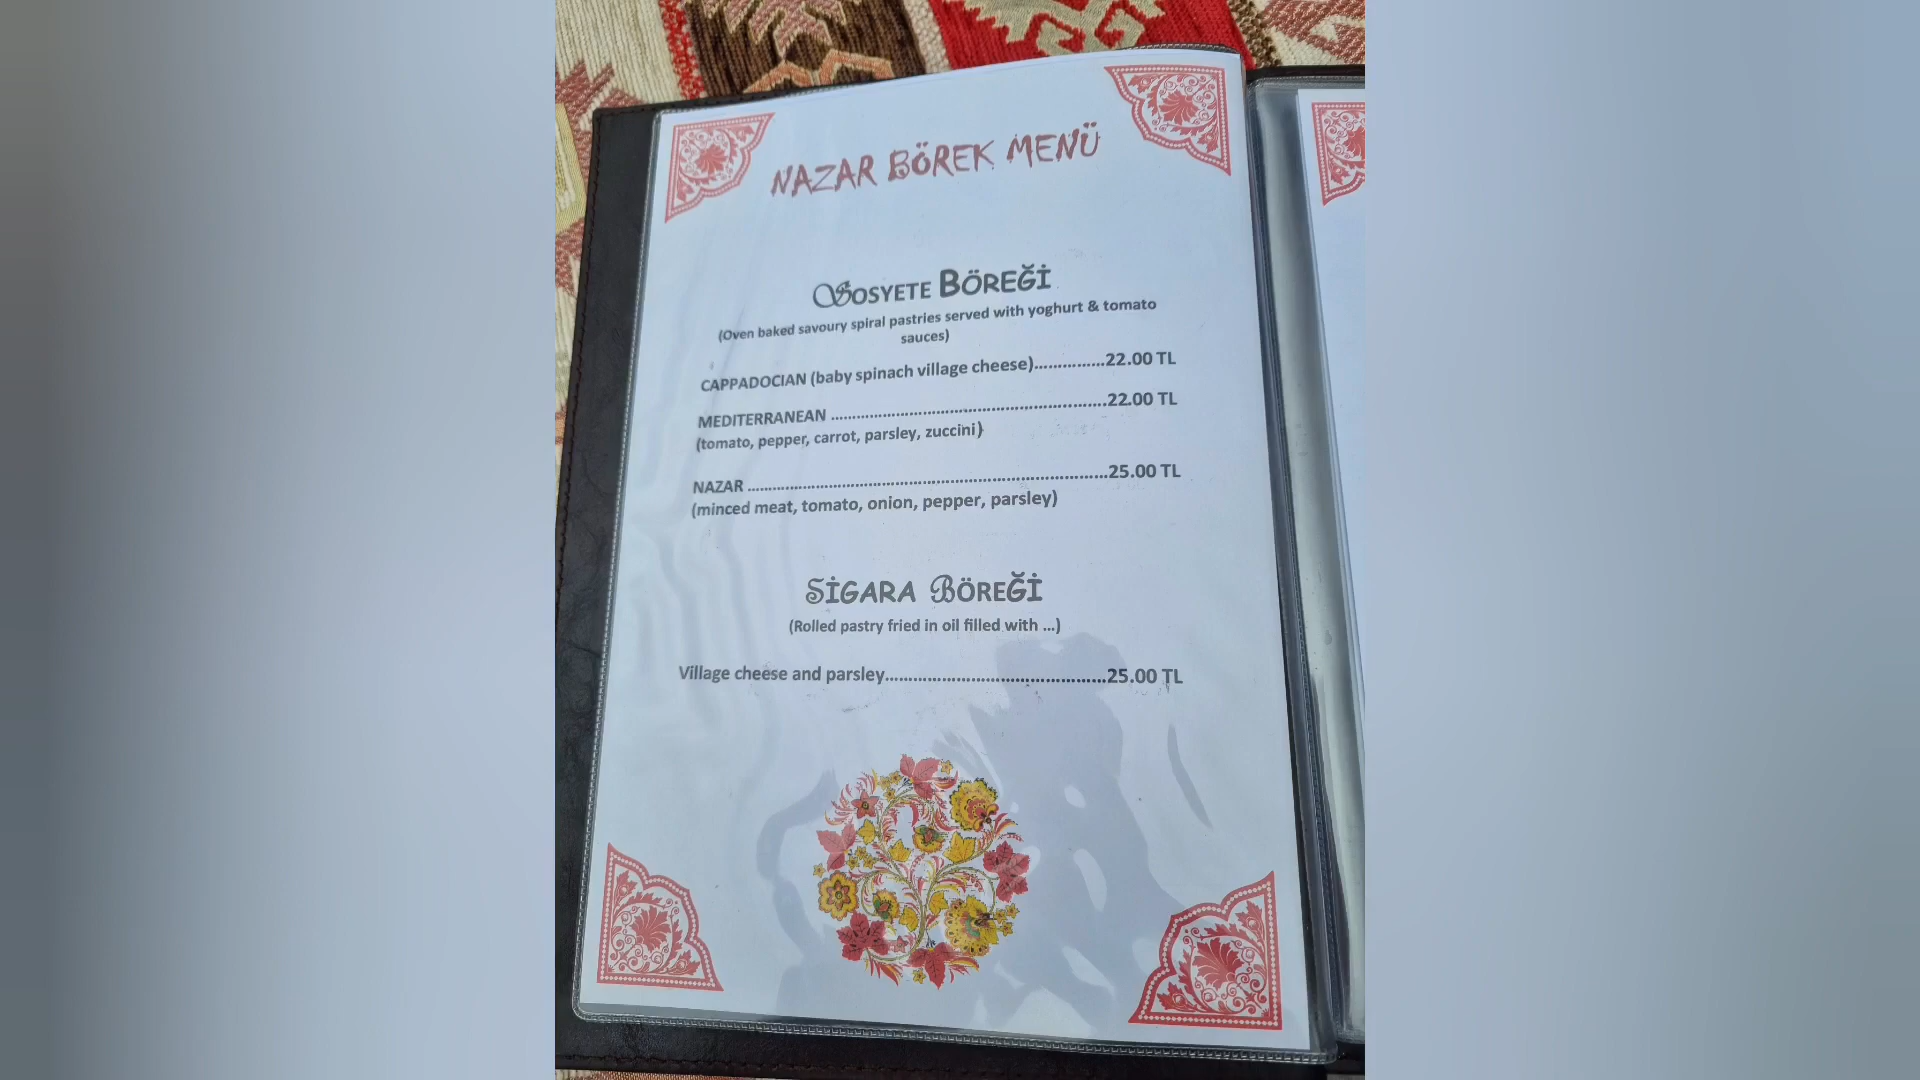 NAZAR BÖREK MENÜ
SOSYETE BÖREĞİ
(Oven baked savoury spiral pastries served with yoghurt & tomato
sauces)
CAPPADOCIAN (baby spinach village cheese)...............22.00 TL
MEDITERRANEAN ..........................................................22.00 TL
(tomato, pepper, carrot, parsley, zuccini)
NAZAR ............................................................................25.00 TL
(minced meat, tomato, onion, pepper, parsley)
SİGARA BÖREĞİ
(Rolled pastry fried in oil filled with ...)
Village cheese and parsley...............................................25.00 TL